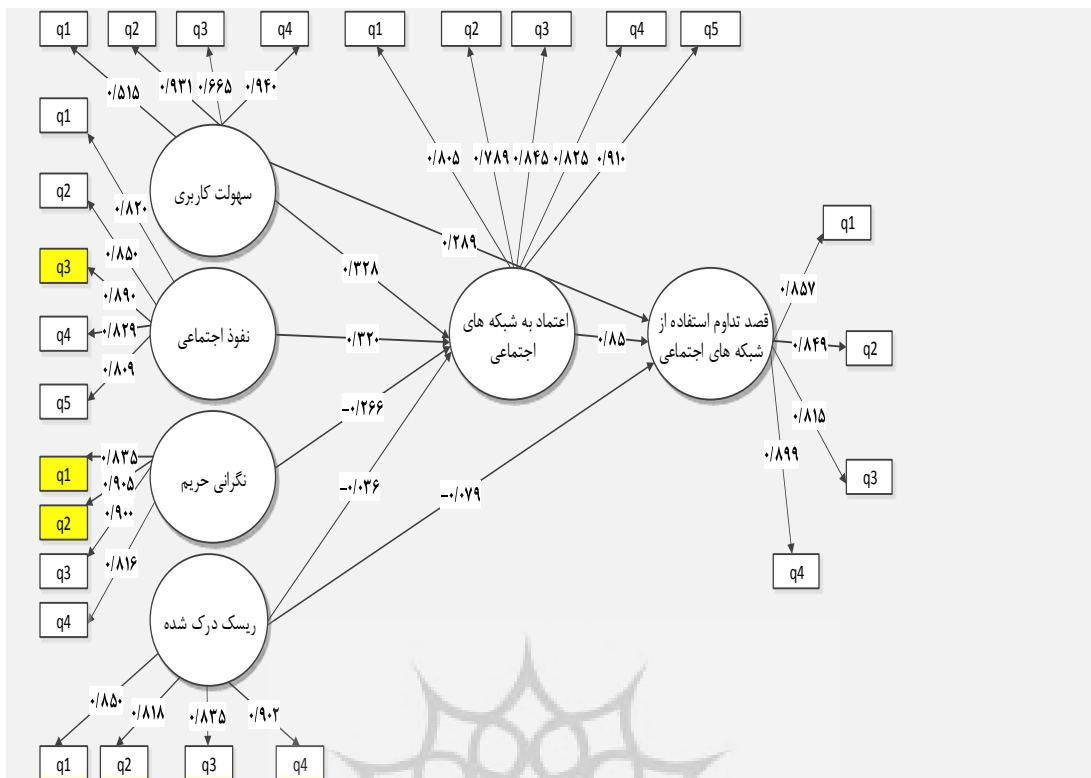 q1 q2 q3 q4 q1 q2 q3 q4 q5
۰/۵۱۵ ۰/۹۳۱ ۰/۶۶۵ ۰/۹۴۰
q1
سهولت کاربری
۰/۸۰۵ ۰/۷۸۹ ۰/۸۴۵ ۰/۸۲۵ ۰/۹۱۰
q2
۰/۸۲۰
q1
۰/۸۵۰
۰/۲۸۹
q3
۰/۳۲۸
۰/۸۹۰
۰/۸۵۷
q4
۰/۸۲۹
نفوذ اجتماعی
۰/۳۲۰
اعتماد به شبکه های
اجتماعی
۰/۸۵
قصد تداوم استفاده از
شبکه های اجتماعی
۰/۸۴۹
q2
۰/۸۰۹
q5
۰/۸۱۵
-۰/۲۶۶
۰/۸۹۹
q1
۰/۸۳۵
نگرانی حریم
q3
۰/۹۰۵
-۰/۰۳۶
-۰/۰۷۹
q2
۰/۹۰۰
q3
۰/۸۱۶
q4
q4
ریسک درک شده
۰/۸۵۰ ۰/۸۱۸ ۰/۸۳۵ ۰/۹۰۲
q1 q2 q3 q4